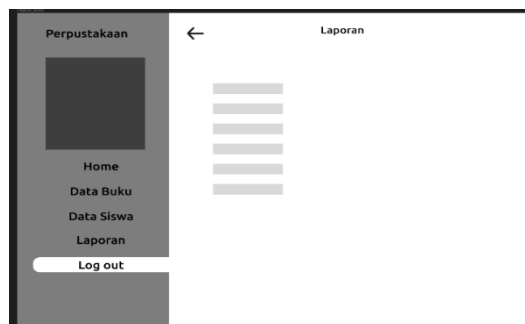 Perpustakaan
Laporan
Home
Data Buku
Data Siswa
Laporan
Log out